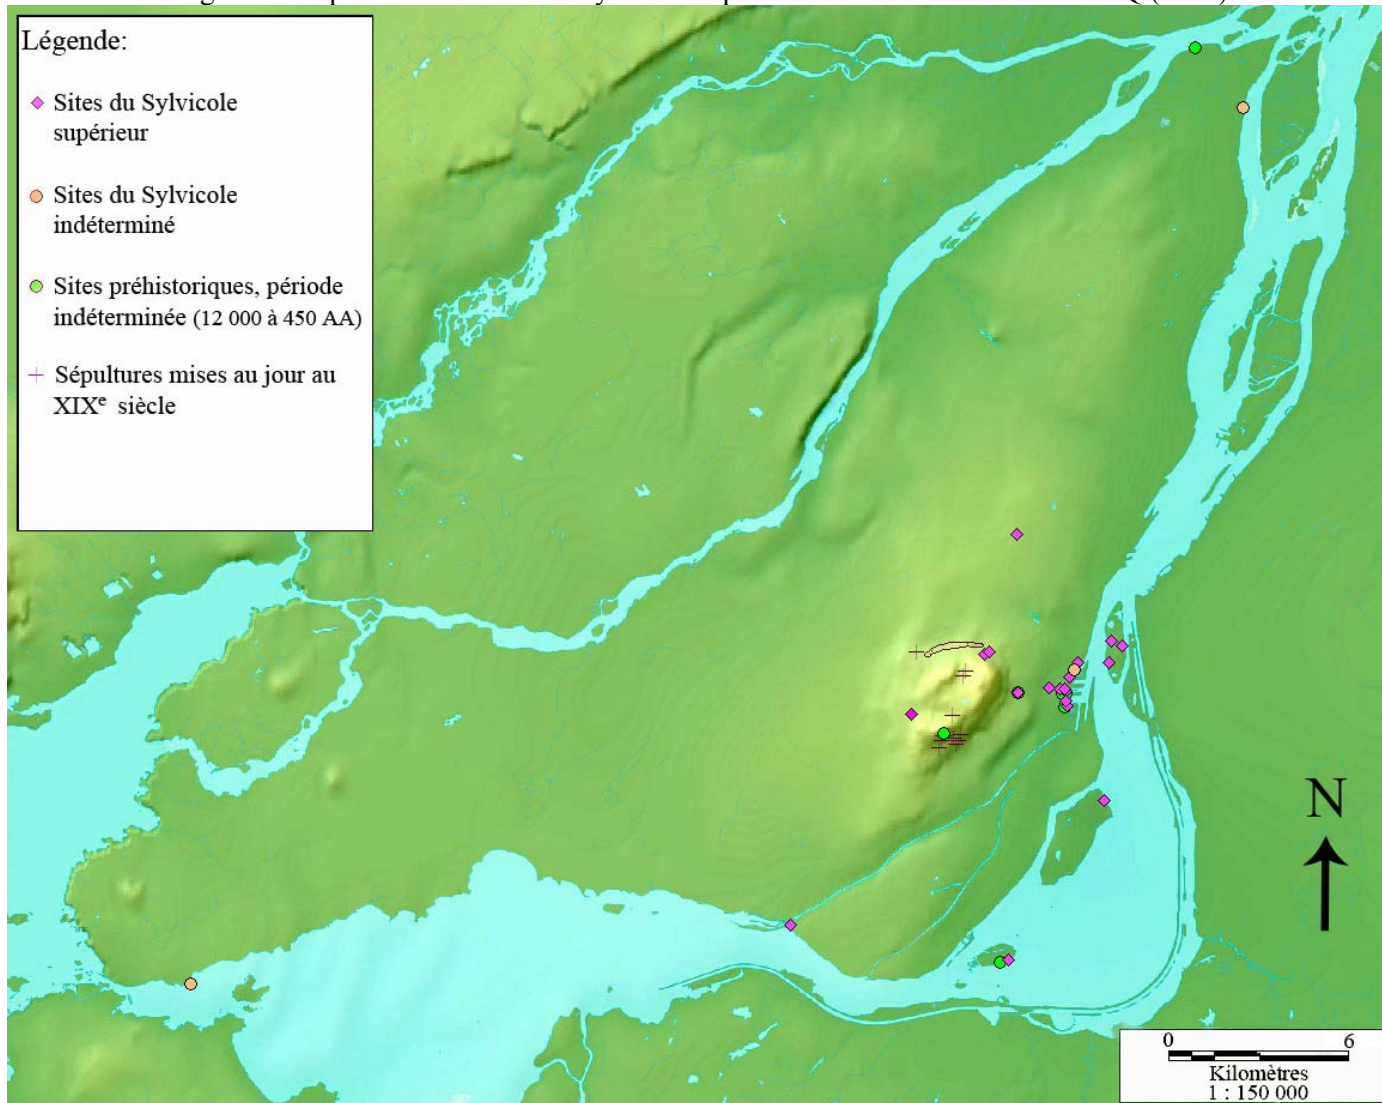 Légende:
Sites du Sylvicole
supérieur
Sites du Sylvicole
indéterminé
Sites préhistoriques, période
indéterminée (12 000 à 450 AA)
Sépultures mises au jour au
XIXe siècle
N
0 6
Kilomètres
1 : 150 000